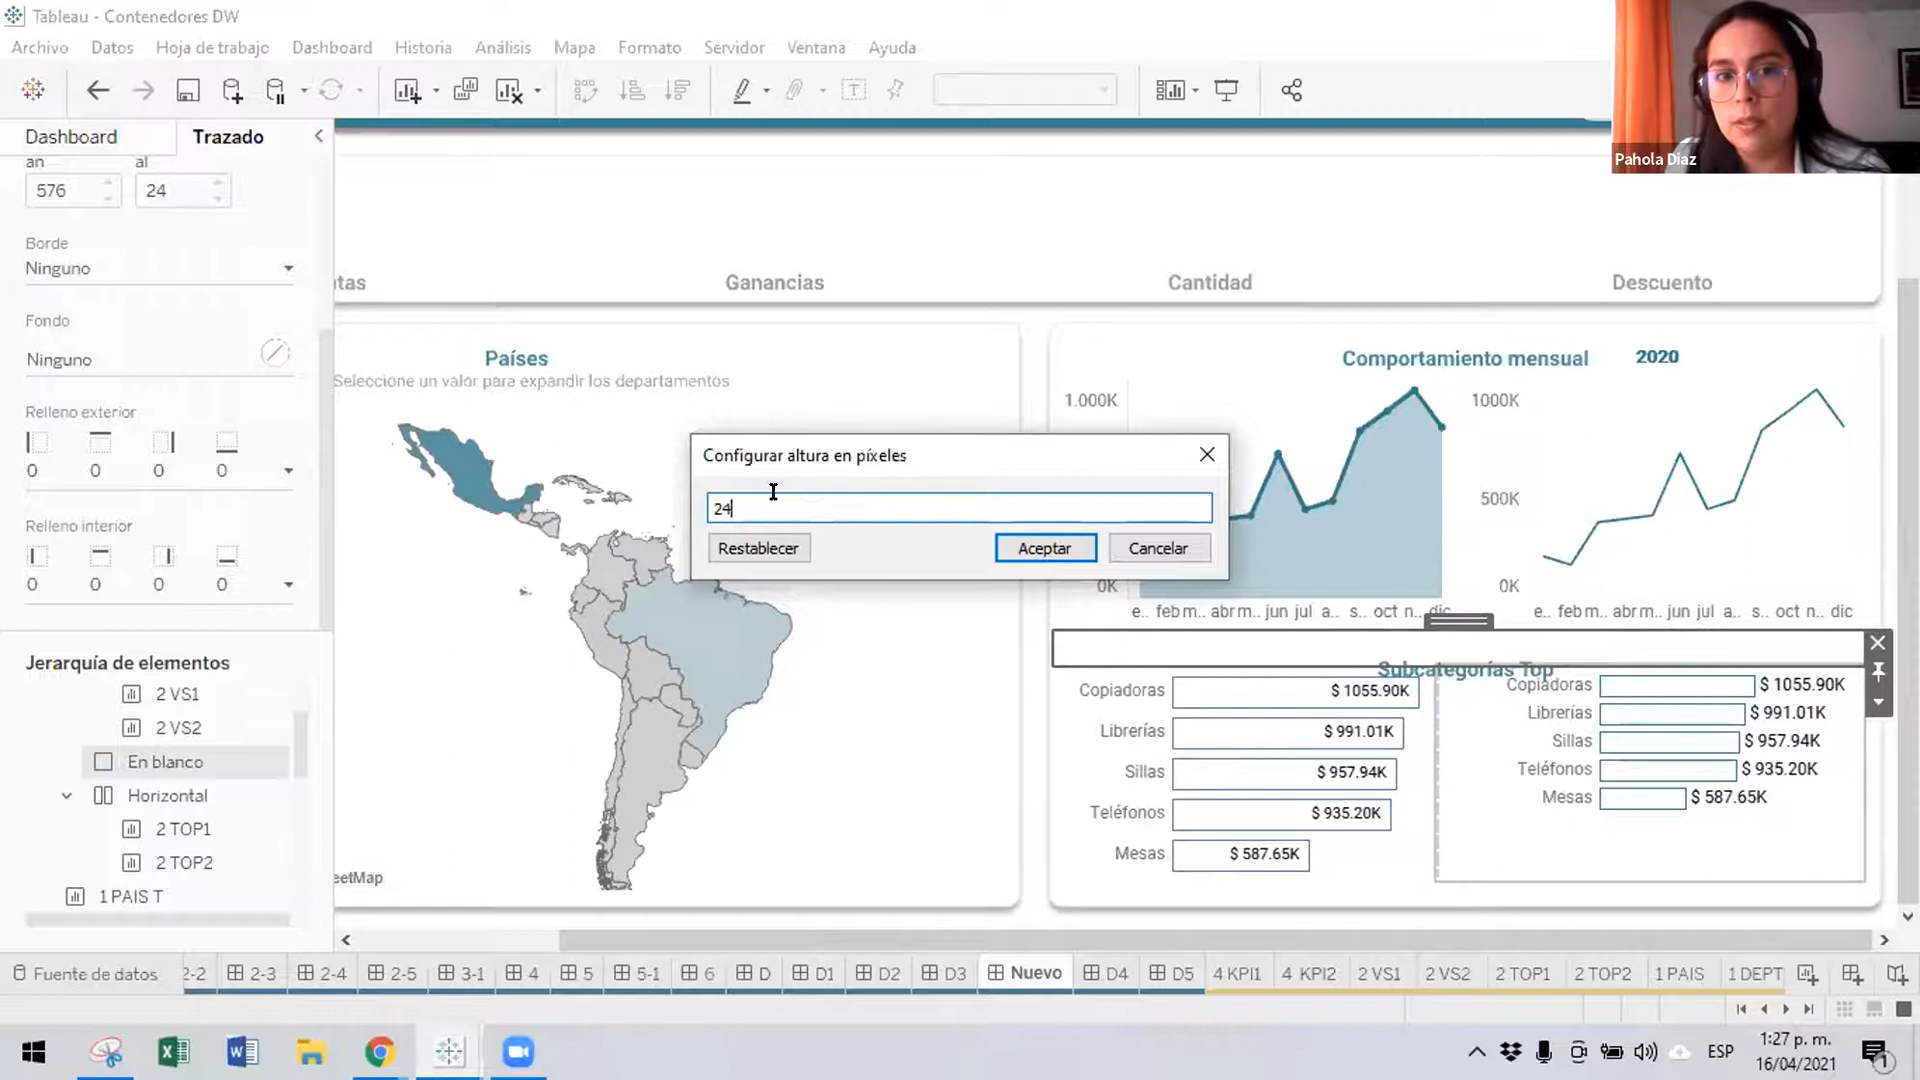 Tableau - Contenedores DW
Archivo Datos Hoja de trabajo Dashboard Historia Análisis Mapa Formato Servidor Ventana Ayuda
Pahola Diaz
Dashboard Trazado
an al
576 24
Borde
Ninguno
Fondo
Ninguno
Relleno exterior
0 0 0 0
Relleno interior
0 0 0 0
Jerarquía de elementos
2 VS1
2 VS2
En blanco
Horizontal
2 TOP1
2 TOP2
1 PAIS T
tas Ganancias Cantidad Descuento
Países
Seleccione un valor para expandir los departamentos
eetMap
Configurar altura en píxeles
24
Restablecer Aceptar Cancelar
Comportamiento mensual 2020
1.000K
0K
e.. feb m.. abr m.. jun jul a.. s.. oct n.. dic
1000K
500K
0K
e.. feb m.. abr m.. jun jul a.. s.. oct n.. dic
Subcategorías Top
Copiadoras $ 1055.90K
Librerías $ 991.01K
Sillas $ 957.94K
Teléfonos $ 935.20K
Mesas $ 587.65K
Copiadoras $ 1055.90K
Librerías $ 991.01K
Sillas $ 957.94K
Teléfonos $ 935.20K
Mesas $ 587.65K
Fuente de datos 2-2 2-3 2-4 2-5 3-1 4 5 5-1 6 D D1 D2 D3 Nuevo D4 D5 4 KPI1 4 KPI2 2 VS1 2 VS2 2 TOP1 2 TOP2 1 PAIS 1 DEPT
ESP
1:27 p. m.
16/04/2021
1